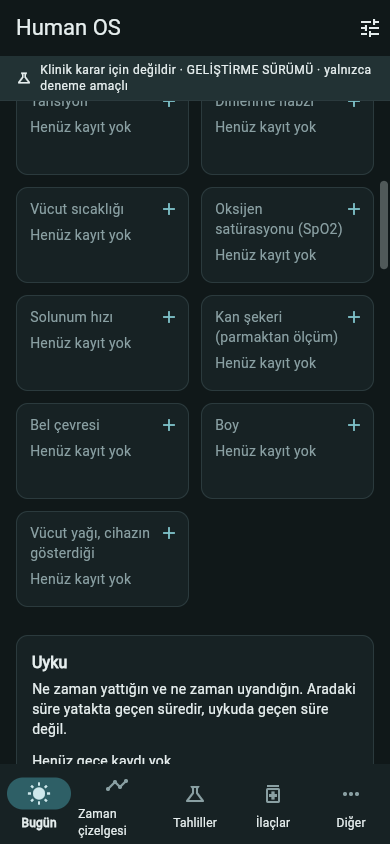 Human OS
Klinik karar için değildir · GELİŞTİRME SÜRÜMÜ · yalnızca
deneme amaçlı
Tansiyon
Dinlenme nabzı
Henüz kayıt yok
Henüz kayıt yok
Vücut sıcaklığı
Henüz kayıt yok
Oksijen
satürasyonu (SpO2)
Henüz kayıt yok
Solunum hızı
Henüz kayıt yok
Kan şekeri
(parmaktan ölçüm)
Henüz kayıt yok
Bel çevresi
Henüz kayıt yok
Boy
Henüz kayıt yok
Vücut yağı, cihazın
gösterdiği
Henüz kayıt yok
Uyku
Ne zaman yattığın ve ne zaman uyandığın. Aradaki
süre yatakta geçen süredir, uykuda geçen süre
değil.
Henüz gece kaydı yok
Bugün
Zaman
çizelgesi
Tahliller
İlaçlar
Diğer